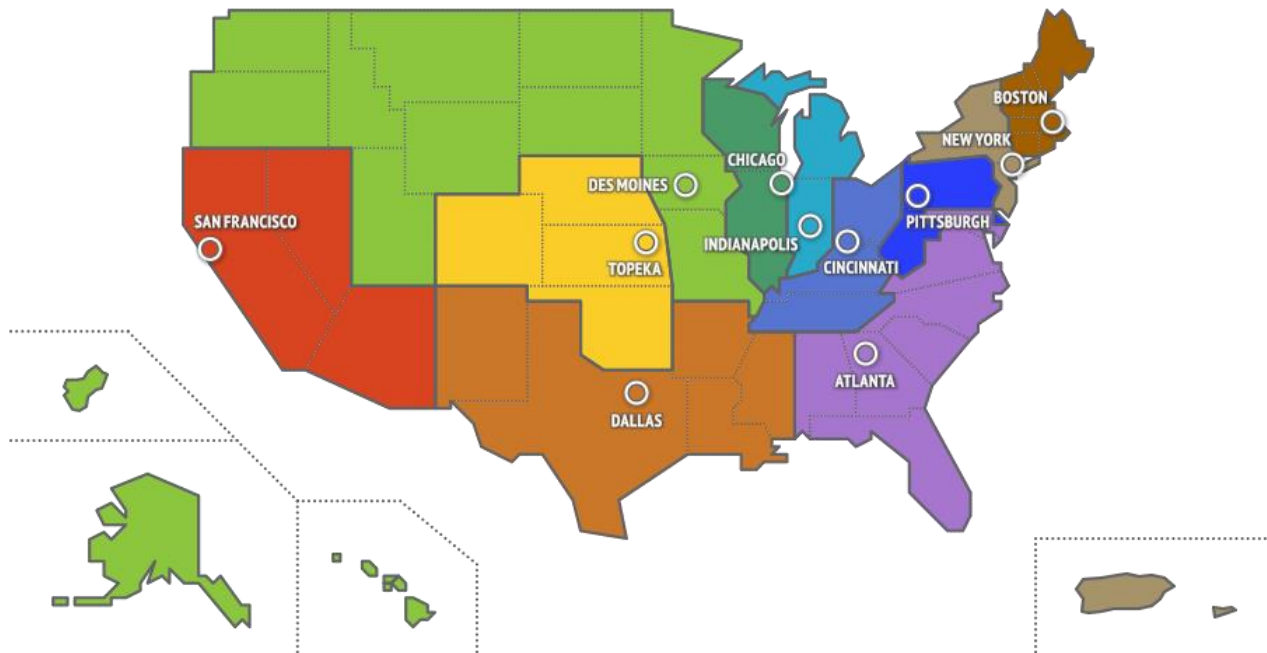 BOSTON
NEW YORK
CHICAGO
DES MOINES
SAN FRANCISCO
PITTSBURGH
INDIANAPOLIS
TOPEKA
CINCINNATI
ATLANTA
DALLAS